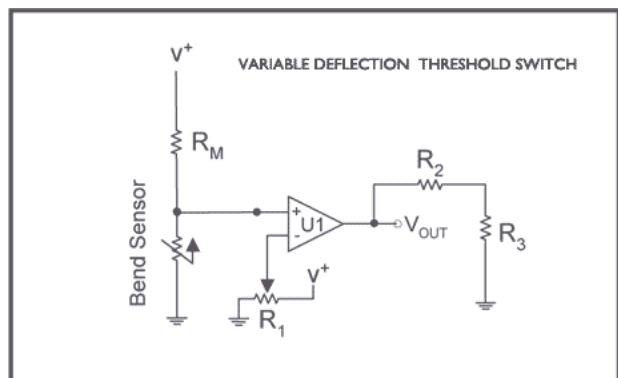 V+
VARIABLE DEFLECTION THRESHOLD SWITCH
RM
R2
Bend Sensor
+
U1
-
VOUT
R3
V+
R1